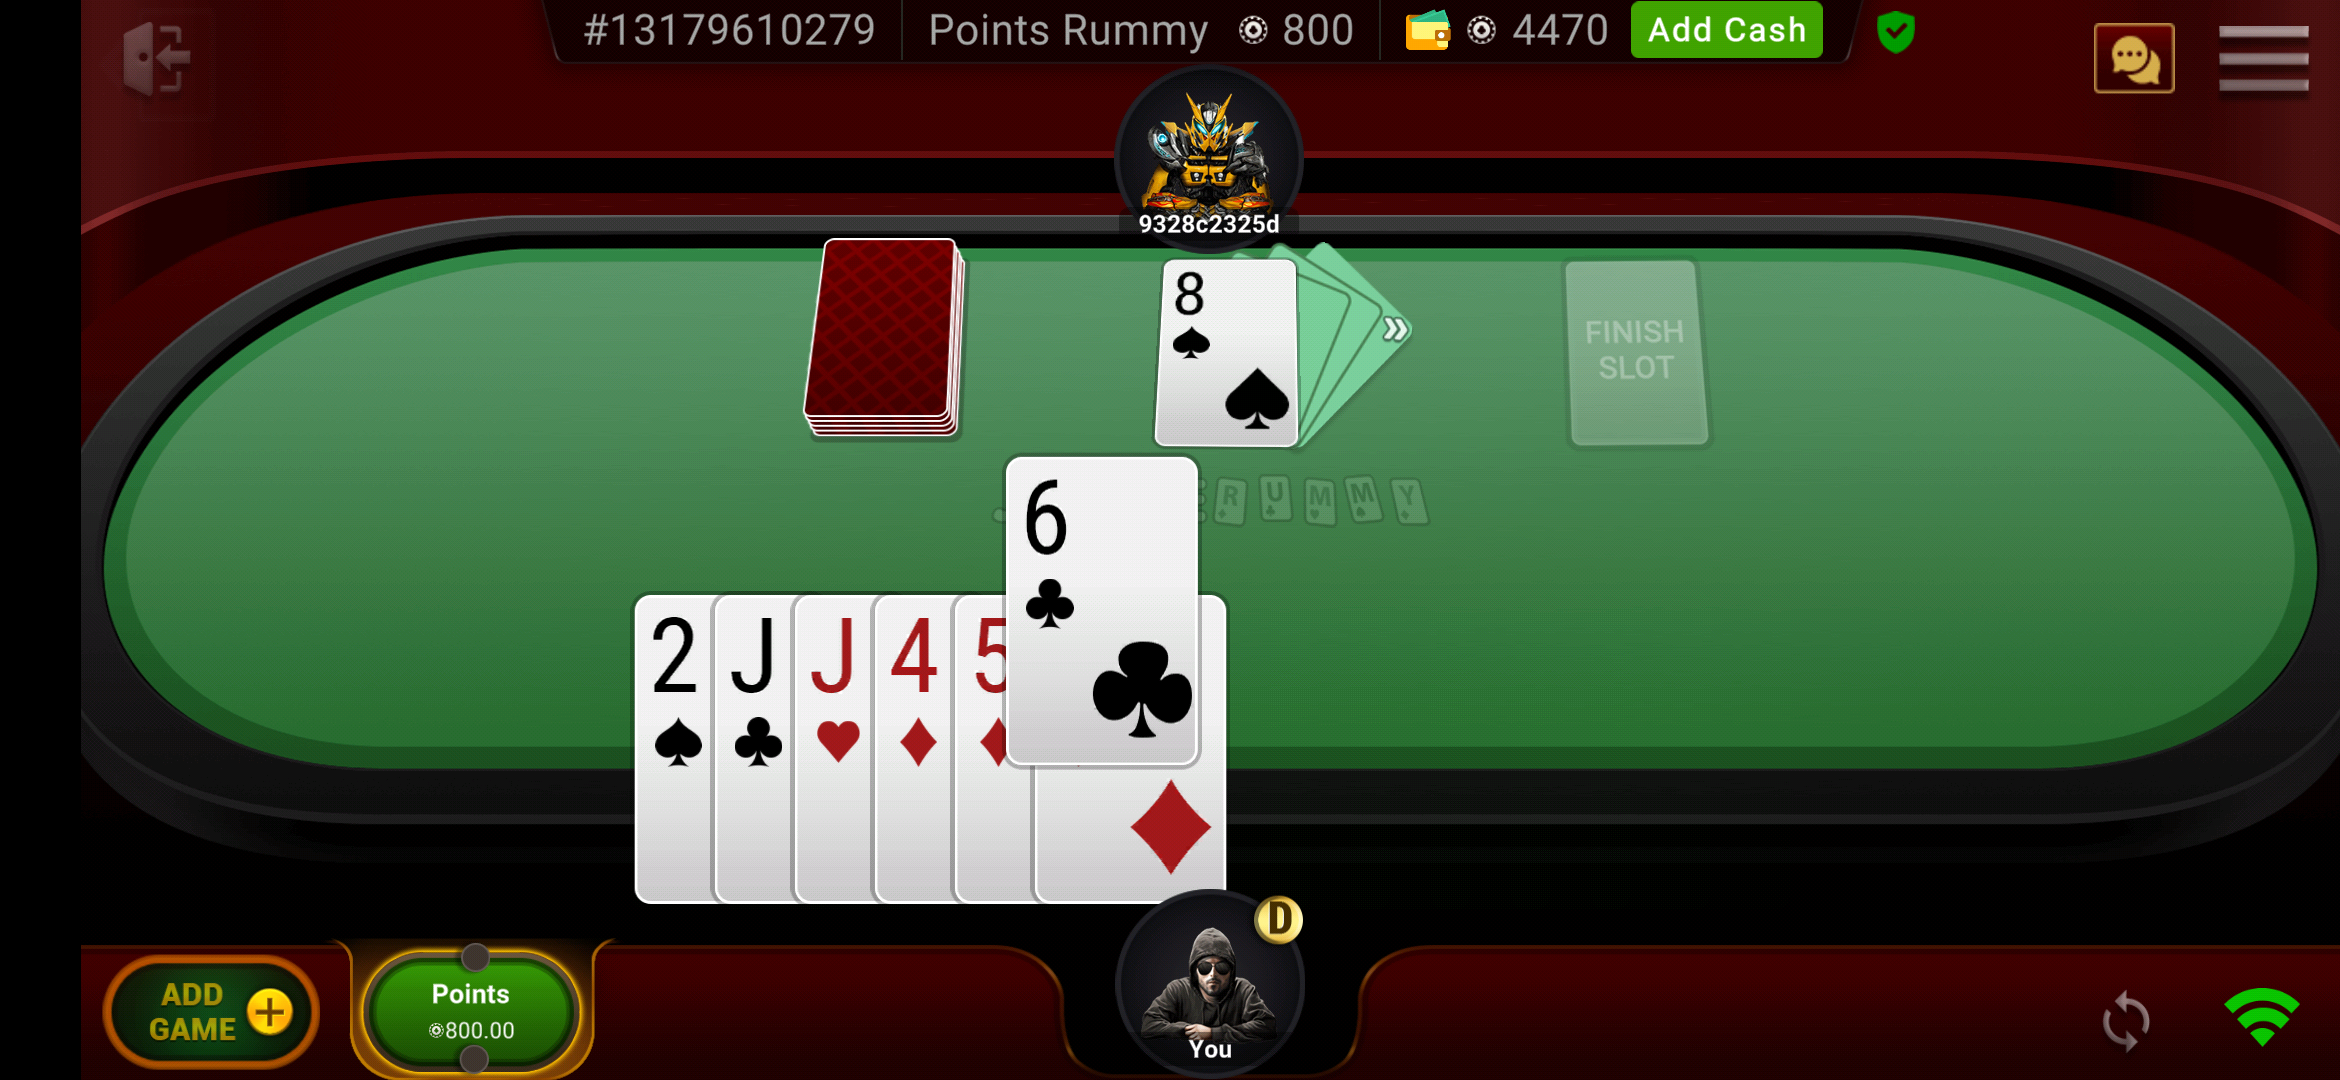 #13179610279 Points Rummy 800 4470 Add Cash
9328c2325d
8
FINISH
SLOT
R U M M Y
6
2 J J 4 5
D
ADD
GAME +
Points
800.00
You